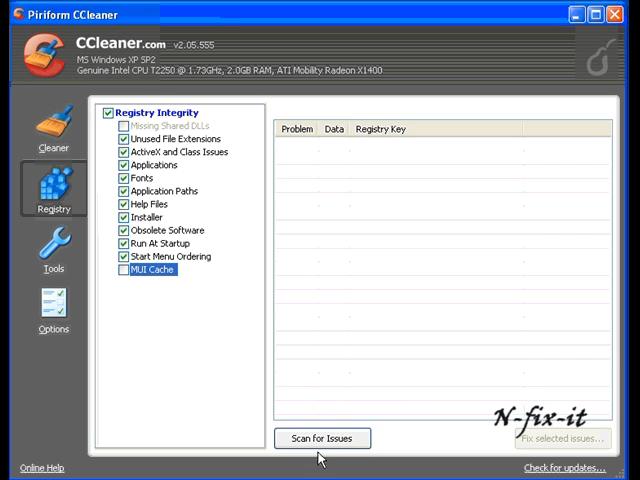 Piriform CCleaner
CCleaner.com v2.05.555
MS Windows XP SP2
Genuine Intel CPU T2250 @ 1.73GHz, 2.0GB RAM, ATI Mobility Radeon X1400
Cleaner
Registry
Tools
Options
Registry Integrity
Missing Shared DLLs
Unused File Extensions
ActiveX and Class Issues
Applications
Fonts
Application Paths
Help Files
Installer
Obsolete Software
Run At Startup
Start Menu Ordering
MUI Cache
Problem Data Registry Key
N-fix-it
Scan for Issues
Fix selected issues...
Online Help
Check for updates...